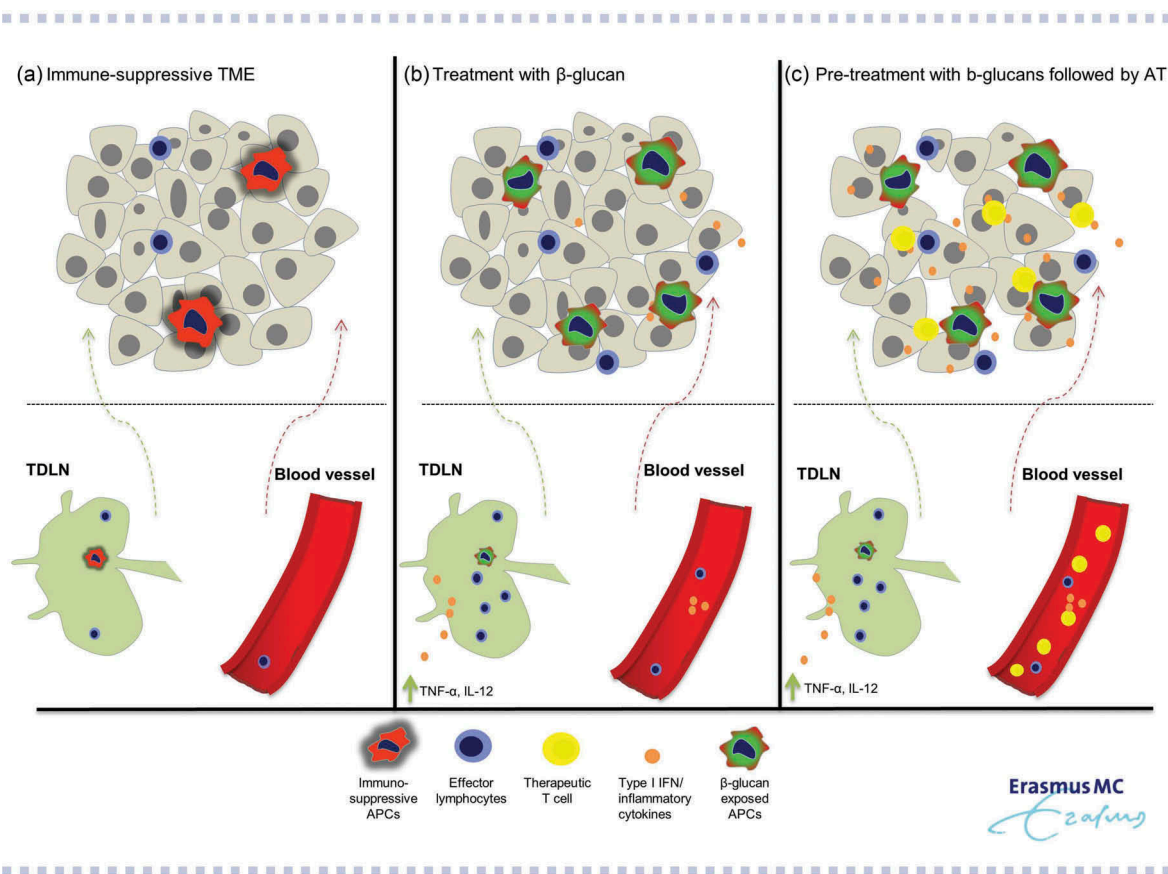 (a) Immune-suppressive TME
(b) Treatment with β-glucan
(c) Pre-treatment with b-glucans followed by AT
TDLN
Blood vessel
TDLN
Blood vessel
TNF-α, IL-12
TDLN
Blood vessel
TNF-α, IL-12
Immuno-
suppressive
APCs
Effector
lymphocytes
Therapeutic
T cell
Type I IFN/
inflammatory
cytokines
β-glucan
exposed
APCs
Erasmus MC
Erasmus